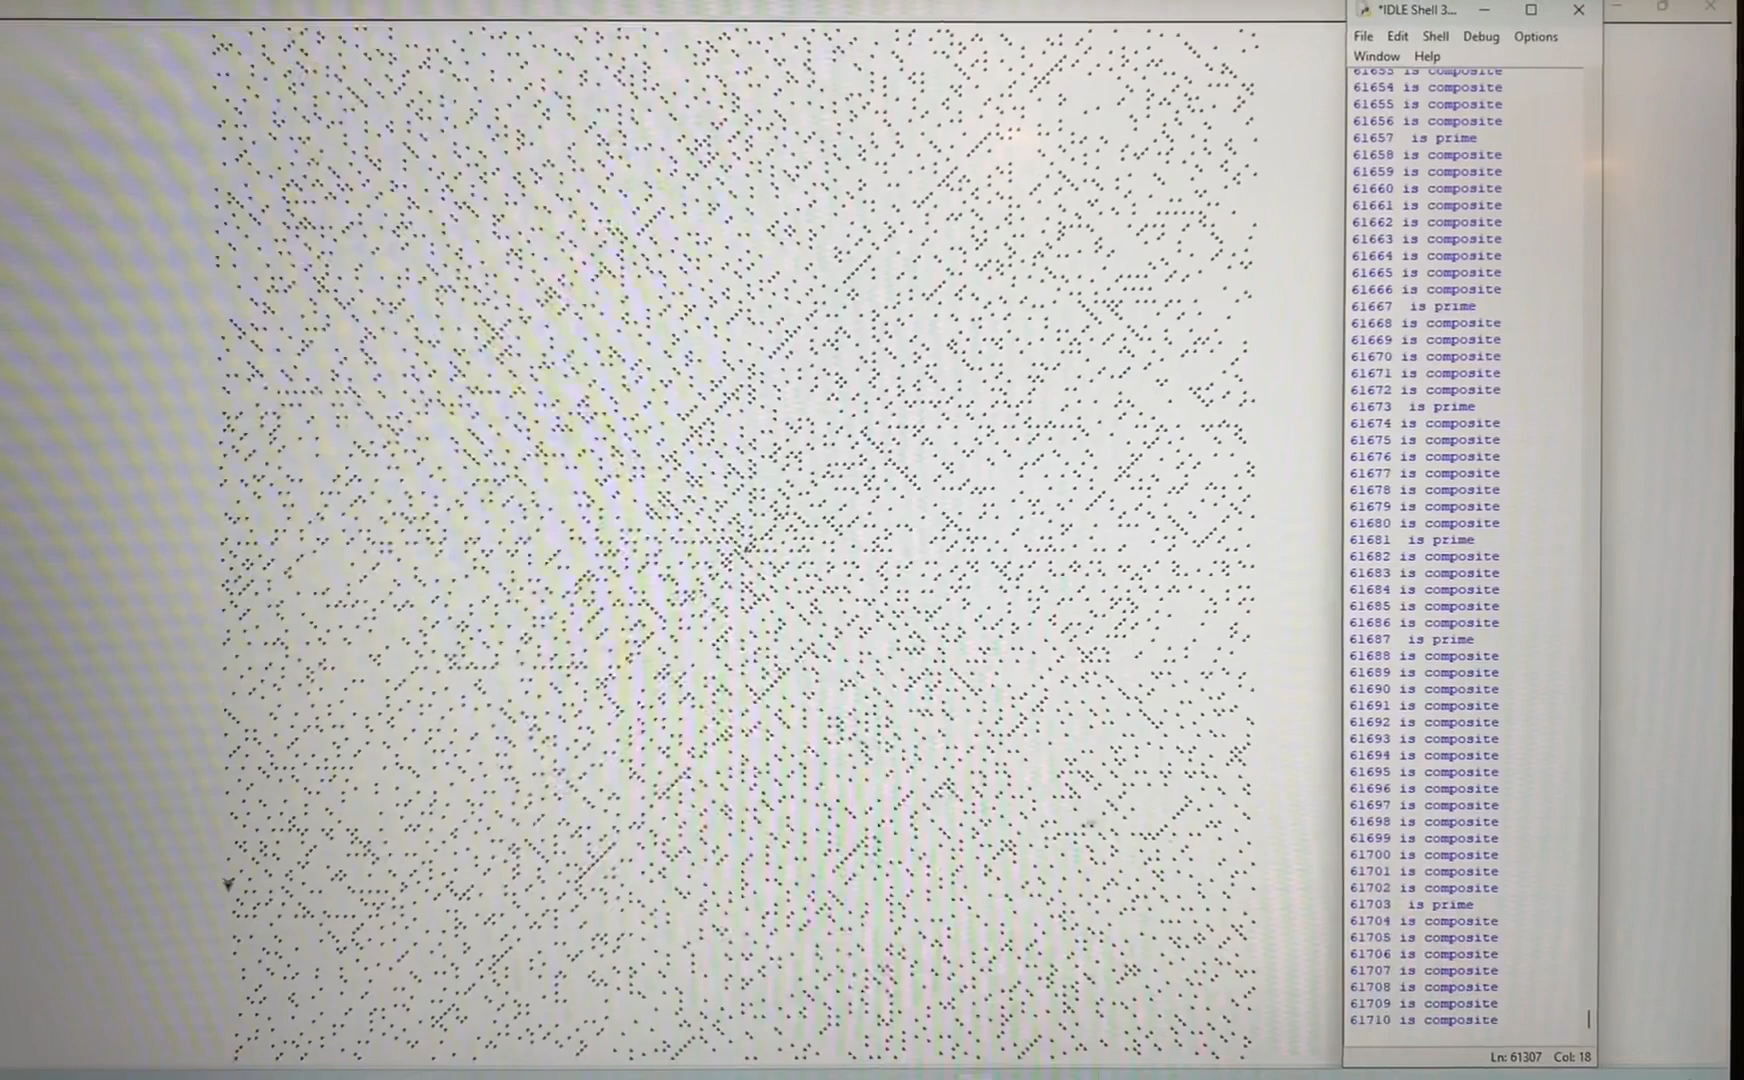 *IDLE Shell 3...
File Edit Shell Debug Options
Window Help
61653 is composite
61654 is composite
61655 is composite
61656 is composite
61657 is prime
61658 is composite
61659 is composite
61660 is composite
61661 is composite
61662 is composite
61663 is composite
61664 is composite
61665 is composite
61666 is composite
61667 is prime
61668 is composite
61669 is composite
61670 is composite
61671 is composite
61672 is composite
61673 is prime
61674 is composite
61675 is composite
61676 is composite
61677 is composite
61678 is composite
61679 is composite
61680 is composite
61681 is prime
61682 is composite
61683 is composite
61684 is composite
61685 is composite
61686 is composite
61687 is prime
61688 is composite
61689 is composite
61690 is composite
61691 is composite
61692 is composite
61693 is composite
61694 is composite
61695 is composite
61696 is composite
61697 is composite
61698 is composite
61699 is composite
61700 is composite
61701 is composite
61702 is composite
61703 is prime
61704 is composite
61705 is composite
61706 is composite
61707 is composite
61708 is composite
61709 is composite
61710 is composite
Ln: 61307 Col: 18